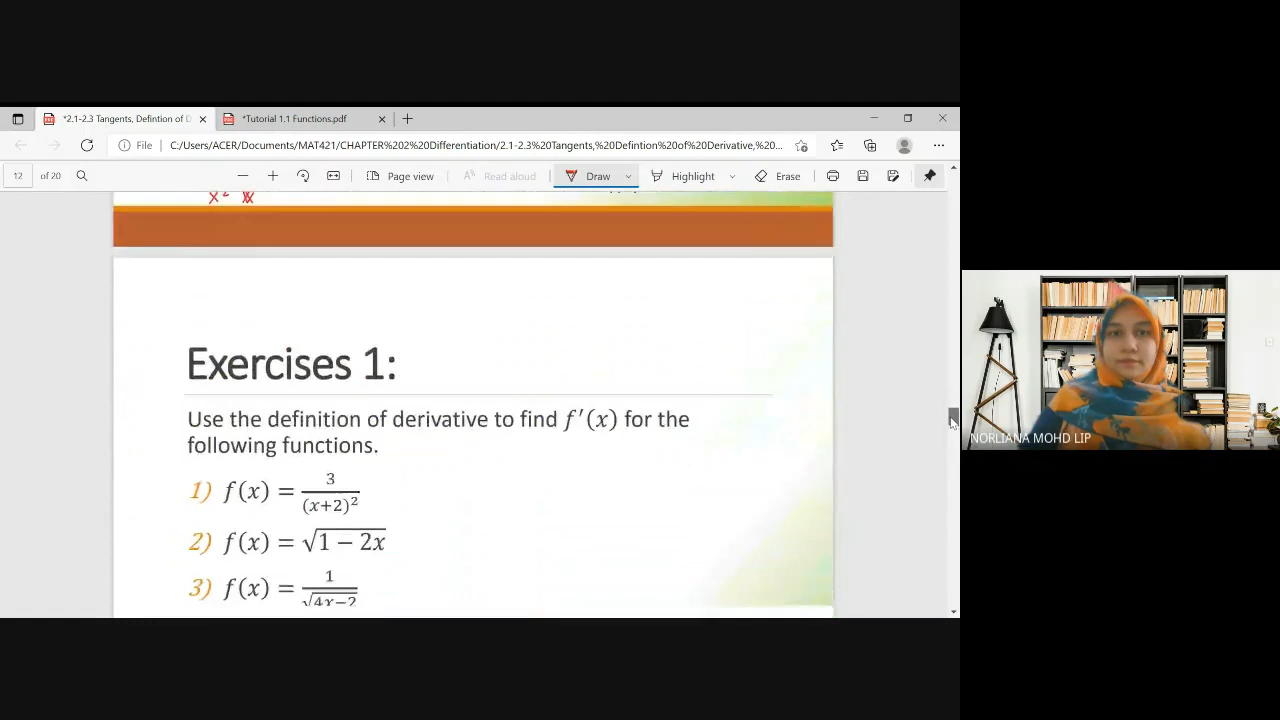 *2.1-2.3 Tangents, Defintion of D
*Tutorial 1.1 Functions.pdf
File C:/Users/ACER/Documents/MAT421/CHAPTER%202%20Differentiation/2.1-2.3%20Tangents,%20Defintion%20of%20Derivative,%20...
12 of 20 Page view Read aloud Draw Highlight Erase
x² x
Exercises 1:
Use the definition of derivative to find f′(x) for the
following functions.
1) f(x) = 3/(x+2)²
2) f(x) = √(1 − 2x)
3) f(x) = 1/√(4x−2)
NORLIANA MOHD LIP